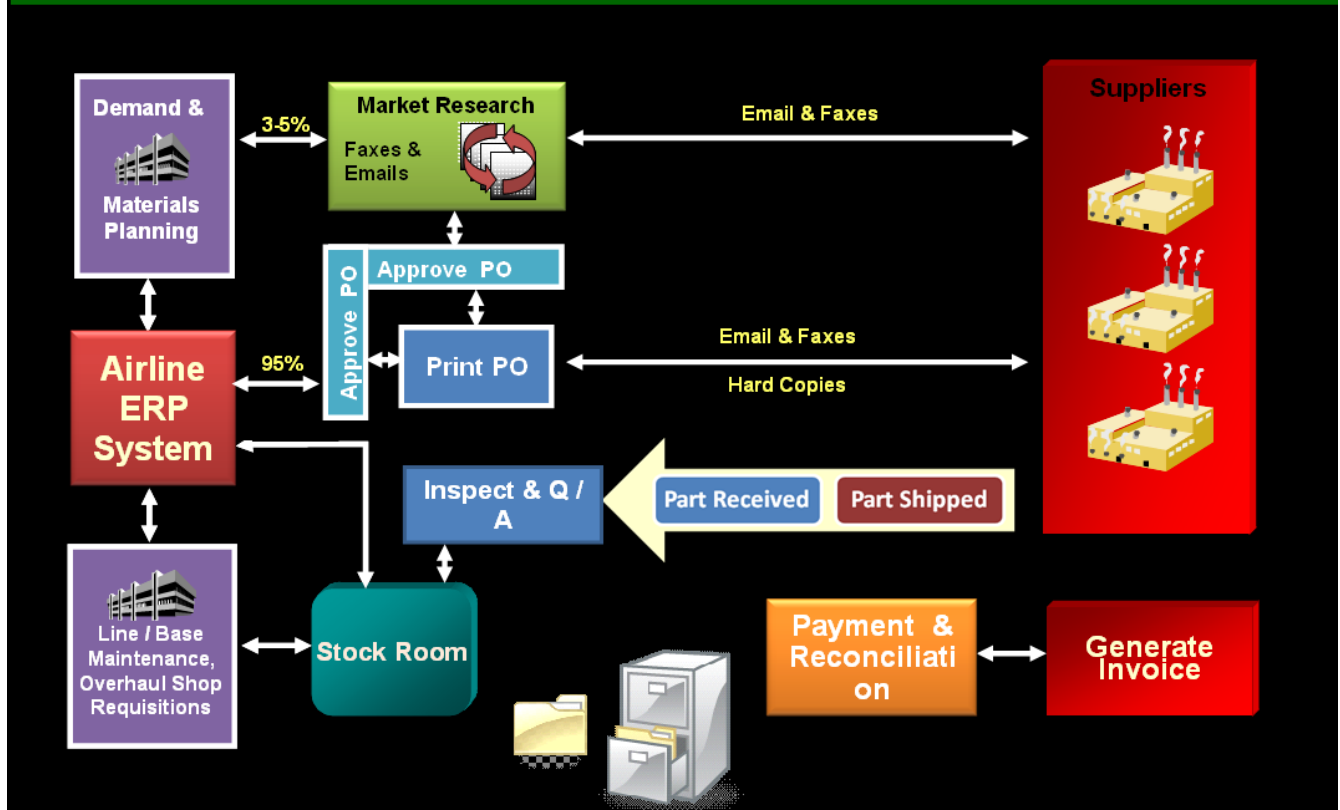 Demand &
Materials
Planning
3-5%
Market Research
Faxes &
Emails
Email & Faxes
Suppliers
Approve PO
Approve PO
Print PO
Airline
ERP
System
95%
Email & Faxes
Hard Copies
Inspect & Q /
A
Part Received
Part Shipped
Line / Base
Maintenance,
Overhaul Shop
Requisitions
Stock Room
Payment &
Reconciliati
on
Generate
Invoice